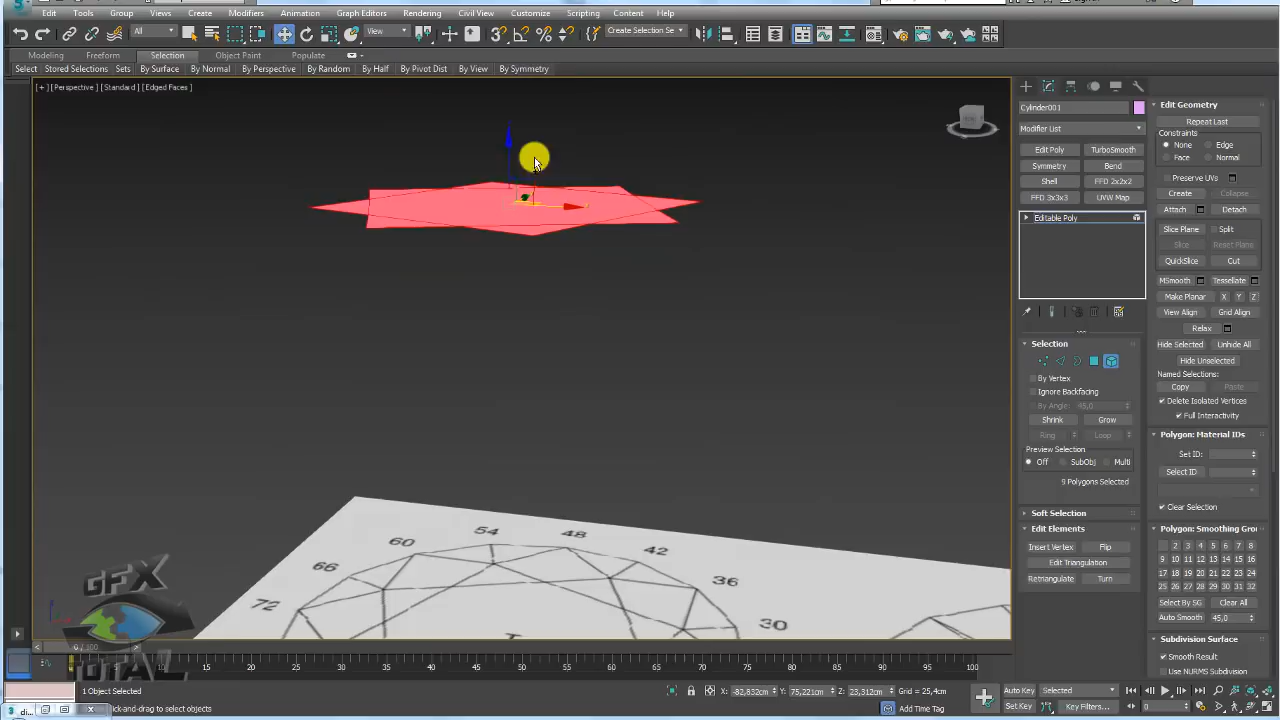 Edit Tools Group Views Create Modifiers Animation Graph Editors Rendering Civil View Customize Scripting Content Help
All View Create Selection Se
Modeling Freeform Selection Object Paint Populate
Select Stored Selections Sets By Surface By Normal By Perspective By Random By Half By Pivot Dist By View By Symmetry
[+] [Perspective] [Standard] [Edged Faces]
Cylinder001
Modifier List
Edit Poly TurboSmooth
Symmetry Bend
Shell FFD 2x2x2
FFD 3x3x3 UVW Map
Editable Poly
Selection
By Vertex
Ignore Backfacing
By Angle: 45,0
Shrink Grow
Ring Loop
Preview Selection
Off SubObj Multi
9 Polygons Selected
Soft Selection
Edit Elements
Insert Vertex Flip
Edit Triangulation
Retriangulate Turn
Edit Geometry
Repeat Last
Constraints
None Edge
Face Normal
Preserve UVs
Create Collapse
Attach Detach
Slice Plane Split
Slice Reset Plane
QuickSlice Cut
MSmooth Tessellate
Make Planar X Y Z
View Align Grid Align
Relax
Hide Selected Unhide All
Hide Unselected
Named Selections:
Copy Paste
Delete Isolated Vertices
Full Interactivity
Polygon: Material IDs
Set ID:
Select ID
Clear Selection
Polygon: Smoothing Gro
2 3 4 5 6 7 8
9 10 11 12 13 14 15 16
17 18 19 20 21 22 23 24
25 26 27 28 29 30 31 32
Select By SG Clear All
Auto Smooth 45,0
Subdivision Surface
Smooth Result
Use NURMS Subdivision
72 66 60 54 48 42 36 30
T
GFX
TOTAL
0 / 100
15 20 25 30 35 40 45 50 55 60 65 70 75 80 85 90 95 100
1 Object Selected X: -82,832cm Y: 75,221cm Z: 23,312cm Grid = 25,4cm Auto Key Selected
di... ick-and-drag to select objects Add Time Tag Set Key Key Filters... 0